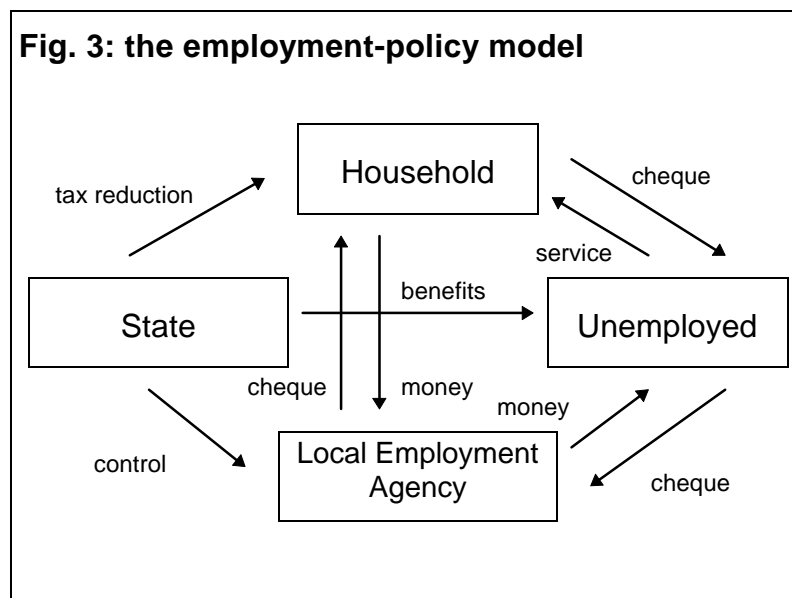 Fig. 3: the employment-policy model
Household
tax reduction
cheque
service
State
benefits
Unemployed
cheque
money
money
control
Local Employment
Agency
cheque